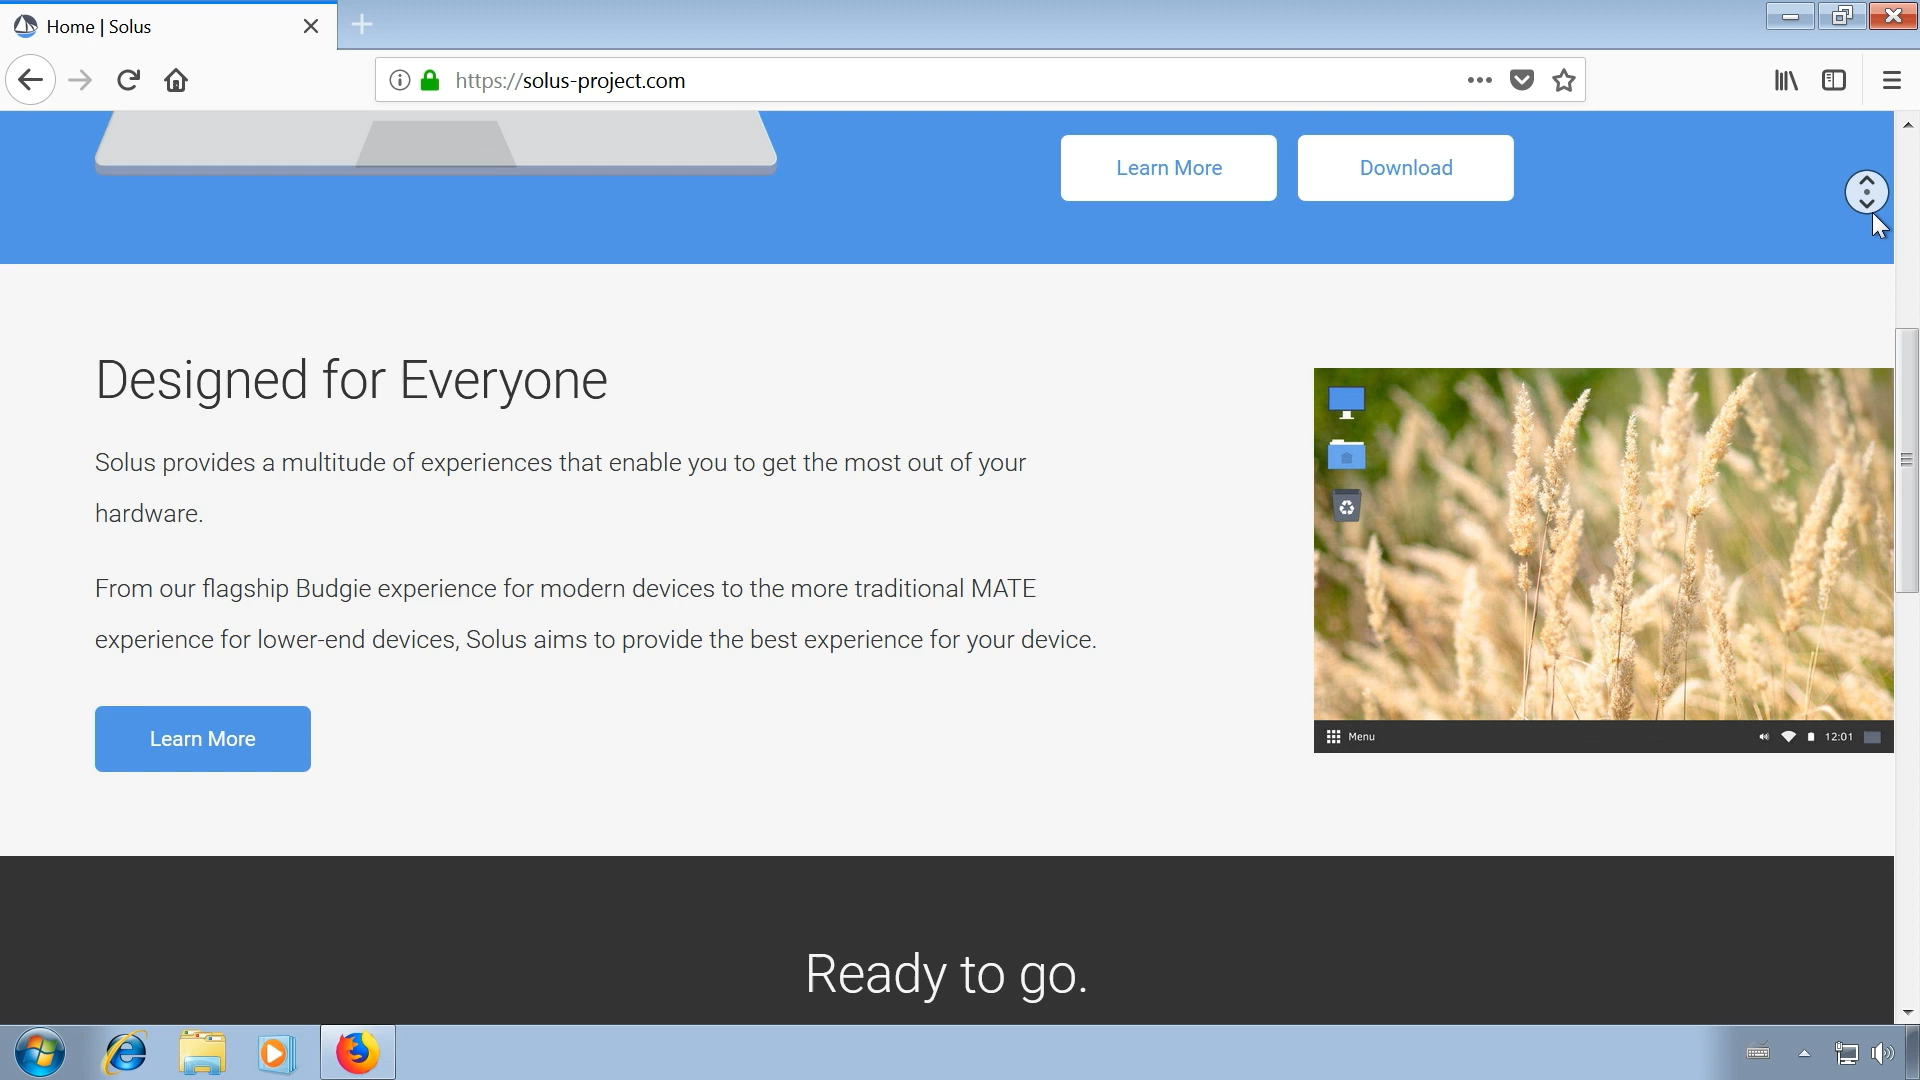 Home | Solus
https://solus-project.com
Learn More
Download
Designed for Everyone
Solus provides a multitude of experiences that enable you to get the most out of your
hardware.
From our flagship Budgie experience for modern devices to the more traditional MATE
experience for lower-end devices, Solus aims to provide the best experience for your device.
Learn More
Menu
12:01
Ready to go.